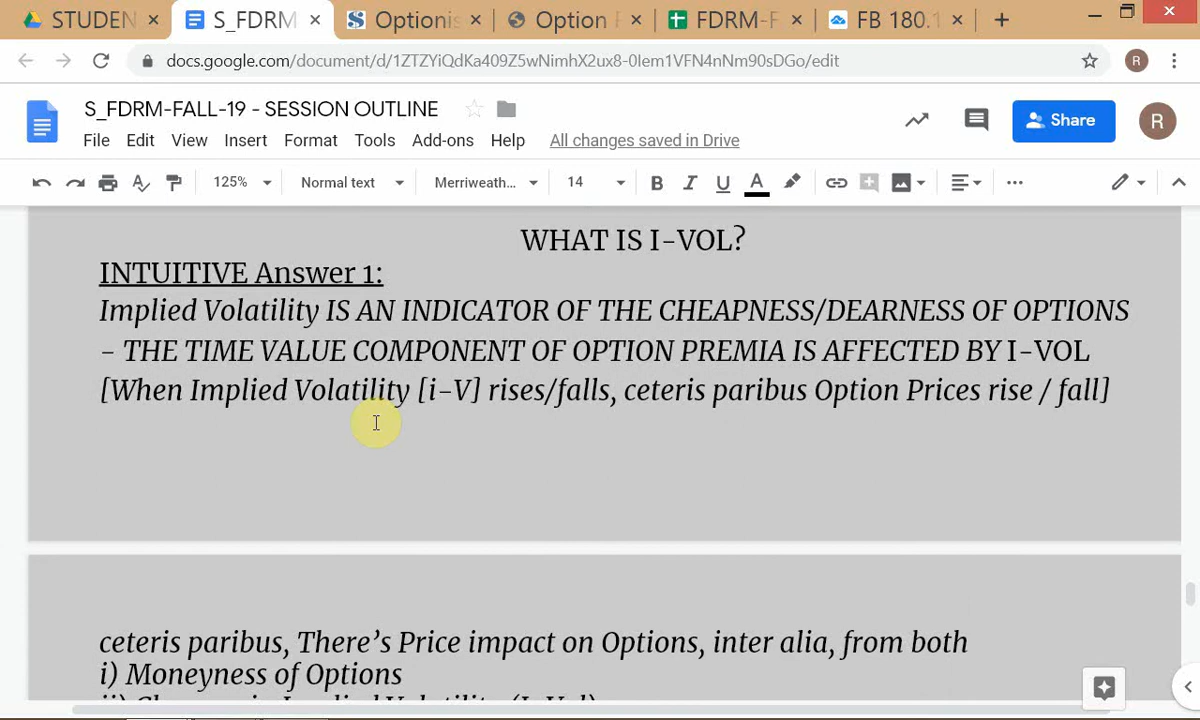 STUDEN
S_FDRM
Optionis
Option
FDRM-F
FB 180.1
docs.google.com/document/d/1ZTZYiQdKa409Z5wNimhX2ux8-0Iem1VFN4nNm90sDGo/edit
R
S_FDRM-FALL-19 - SESSION OUTLINE
File Edit View Insert Format Tools Add-ons Help All changes saved in Drive
Share
R
125% Normal text Merriweath... 14 B I U A
WHAT IS I-VOL?
INTUITIVE Answer 1:
Implied Volatility IS AN INDICATOR OF THE CHEAPNESS/DEARNESS OF OPTIONS
- THE TIME VALUE COMPONENT OF OPTION PREMIA IS AFFECTED BY I-VOL
[When Implied Volatility [i-V] rises/falls, ceteris paribus Option Prices rise / fall]
ceteris paribus, There's Price impact on Options, inter alia, from both
i) Moneyness of Options